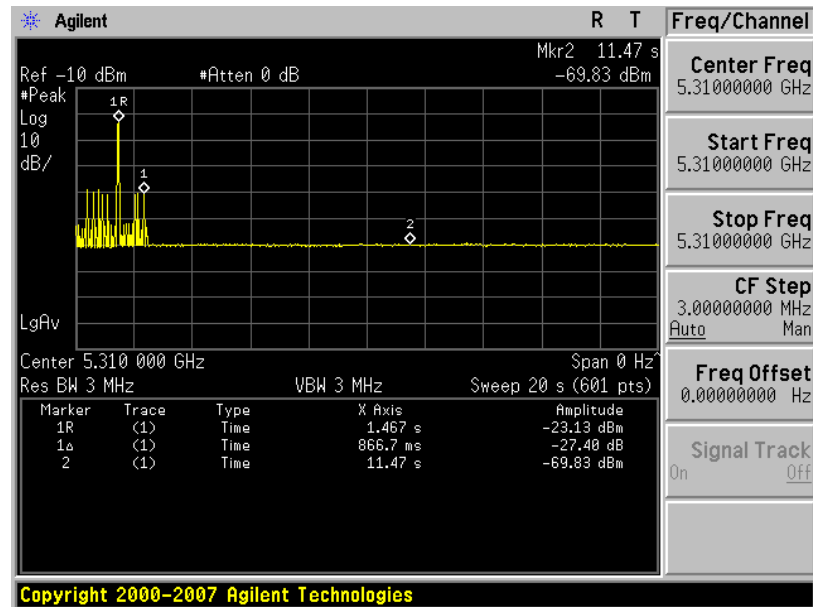 Agilent
R T
Freq/Channel
Mkr2 11.47 s
Ref -10 dBm
#Atten 0 dB
-69.83 dBm
#Peak
Log
10
dB/
1R
1
2
LgAv
Center 5.310 000 GHz
Span 0 Hz^
Res BW 3 MHz
VBW 3 MHz
Sweep 20 s (601 pts)
Marker Trace Type X Axis Amplitude
1R (1) Time 1.467 s -23.13 dBm
1Δ (1) Time 866.7 ms -27.40 dB
2 (1) Time 11.47 s -69.83 dBm
Center Freq
5.31000000 GHz
Start Freq
5.31000000 GHz
Stop Freq
5.31000000 GHz
CF Step
3.00000000 MHz
Auto Man
Freq Offset
0.00000000 Hz
Signal Track
On Off
Copyright 2000-2007 Agilent Technologies